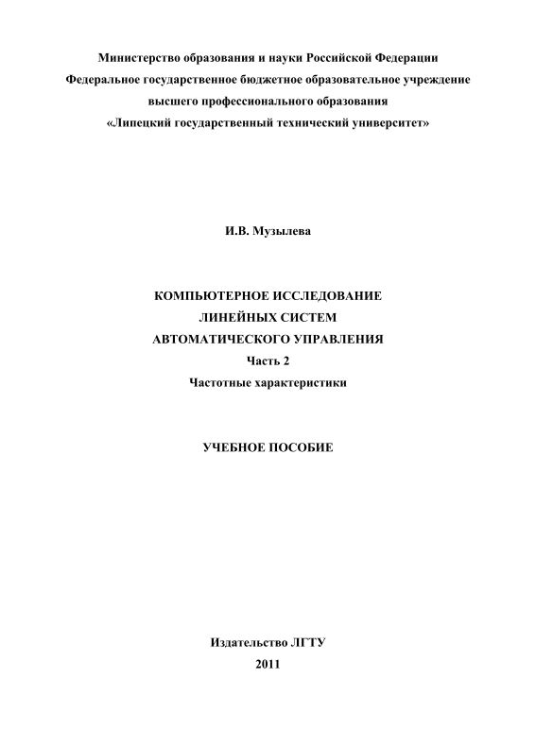 Министерство образования и науки Российской Федерации
Федеральное государственное бюджетное образовательное учреждение
высшего профессионального образования
«Липецкий государственный технический университет»
И.В. Музылева
КОМПЬЮТЕРНОЕ ИССЛЕДОВАНИЕ
ЛИНЕЙНЫХ СИСТЕМ
АВТОМАТИЧЕСКОГО УПРАВЛЕНИЯ
Часть 2
Частотные характеристики
УЧЕБНОЕ ПОСОБИЕ
Издательство ЛГТУ
2011